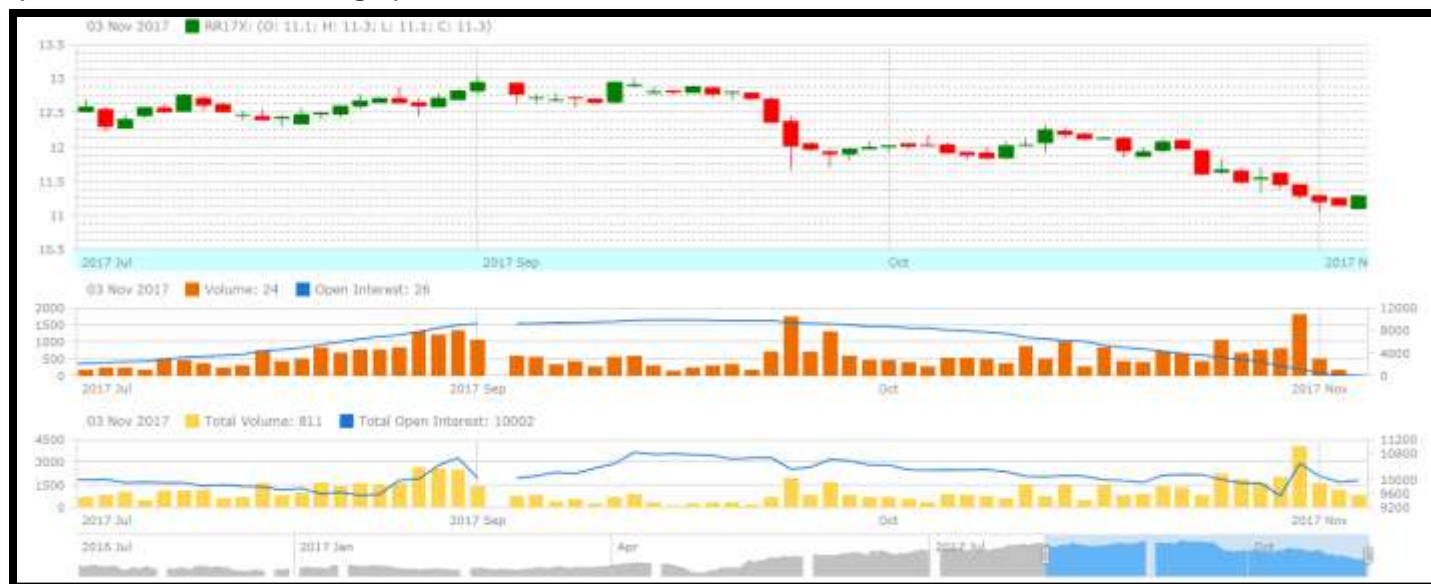 03 Nov 2017 RR17X: (O: 11.1; H: 11.3; L: 11.1; C: 11.3)
13.5
13
12.5
12
11.5
11
10.5
2017 Jul 2017 Sep Oct 2017 N
03 Nov 2017 Volume: 24 Open Interest: 26
2000 12000
1500 8000
1000
500 4000
0 0
2017 Jul 2017 Sep Oct 2017 Nov
03 Nov 2017 Total Volume: 811 Total Open Interest: 10002
4500 11200
10800
3000
1500 10000
9600
0 9200
2017 Jul 2017 Sep Oct 2017 Nov
2016 Jul 2017 Jan Apr 2017 Jul Oct